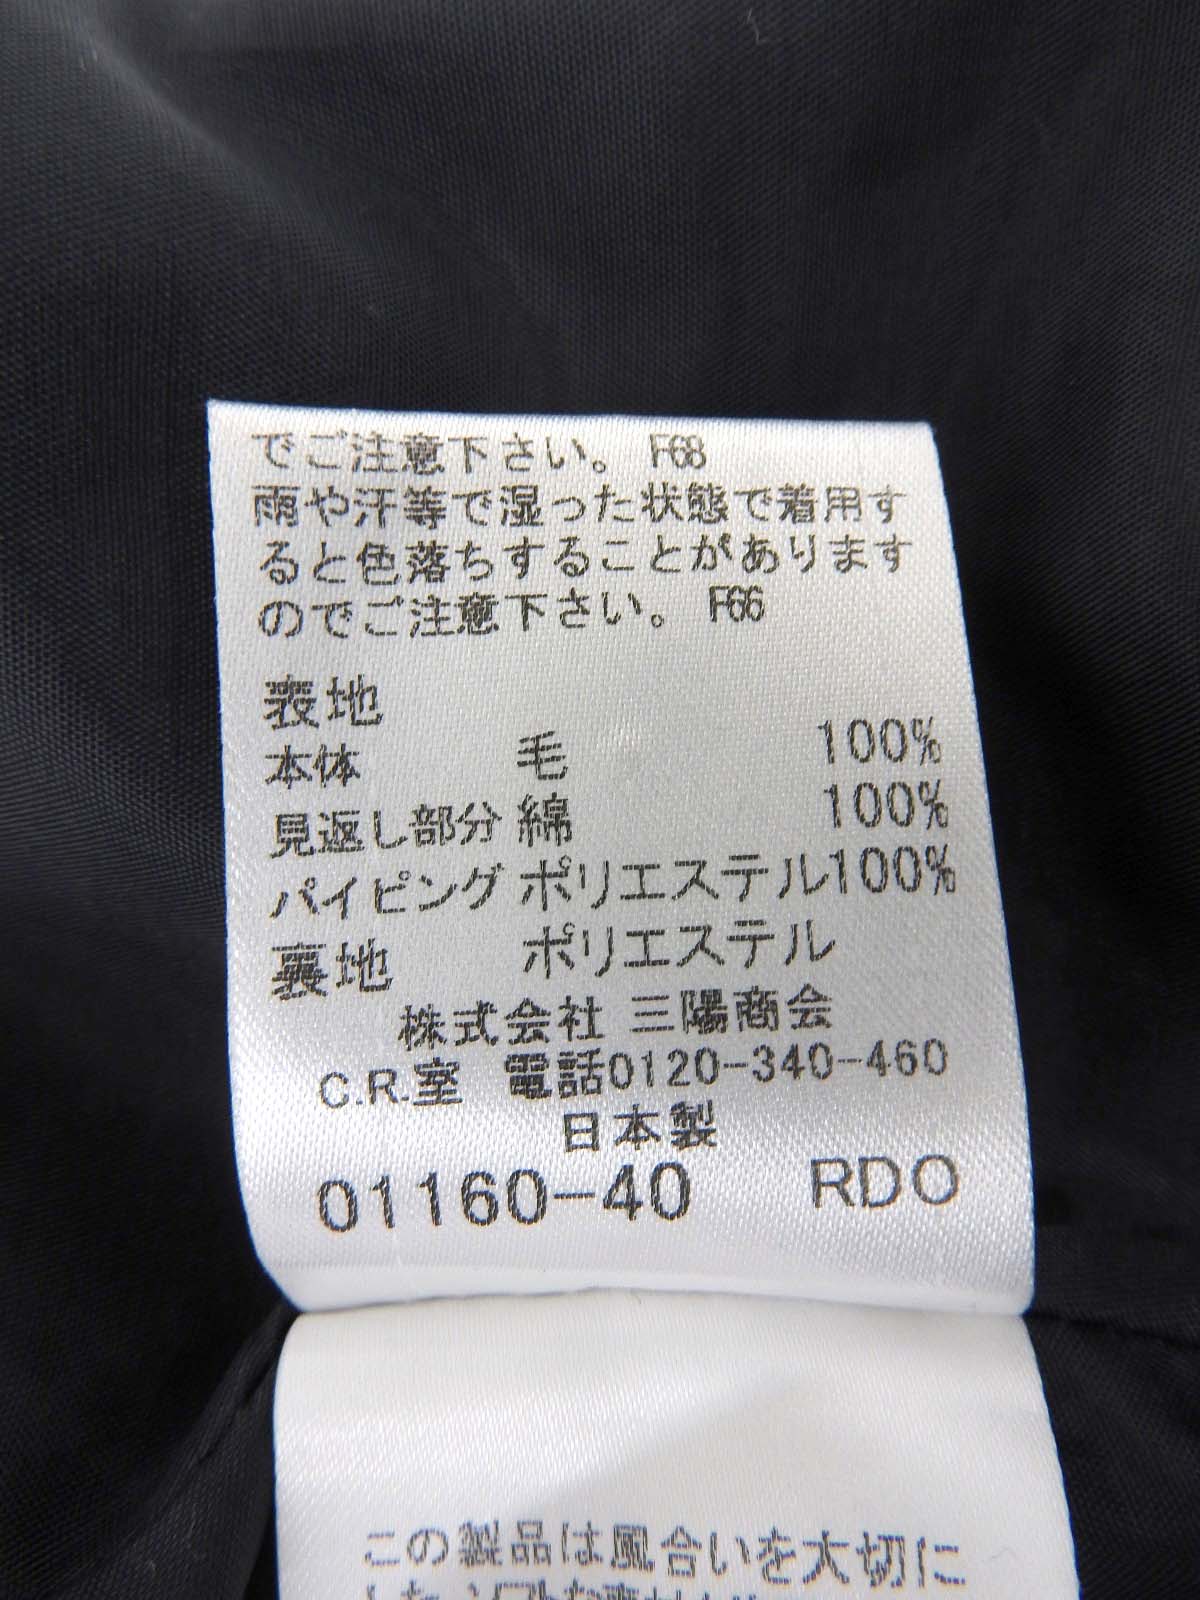 でご注意下さい。 F68
雨や汗等で湿った状態で着用す
ると色落ちすることがあります
のでご注意下さい。 F66
表地
本体 毛 100%
見返し部分 綿 100%
パイピング ポリエステル100%
裏地 ポリエステル
株式会社 三陽商会
C.R.室 電話0120-340-460
日本製
01160-40 RDO
この製品は風合いを大切に
した